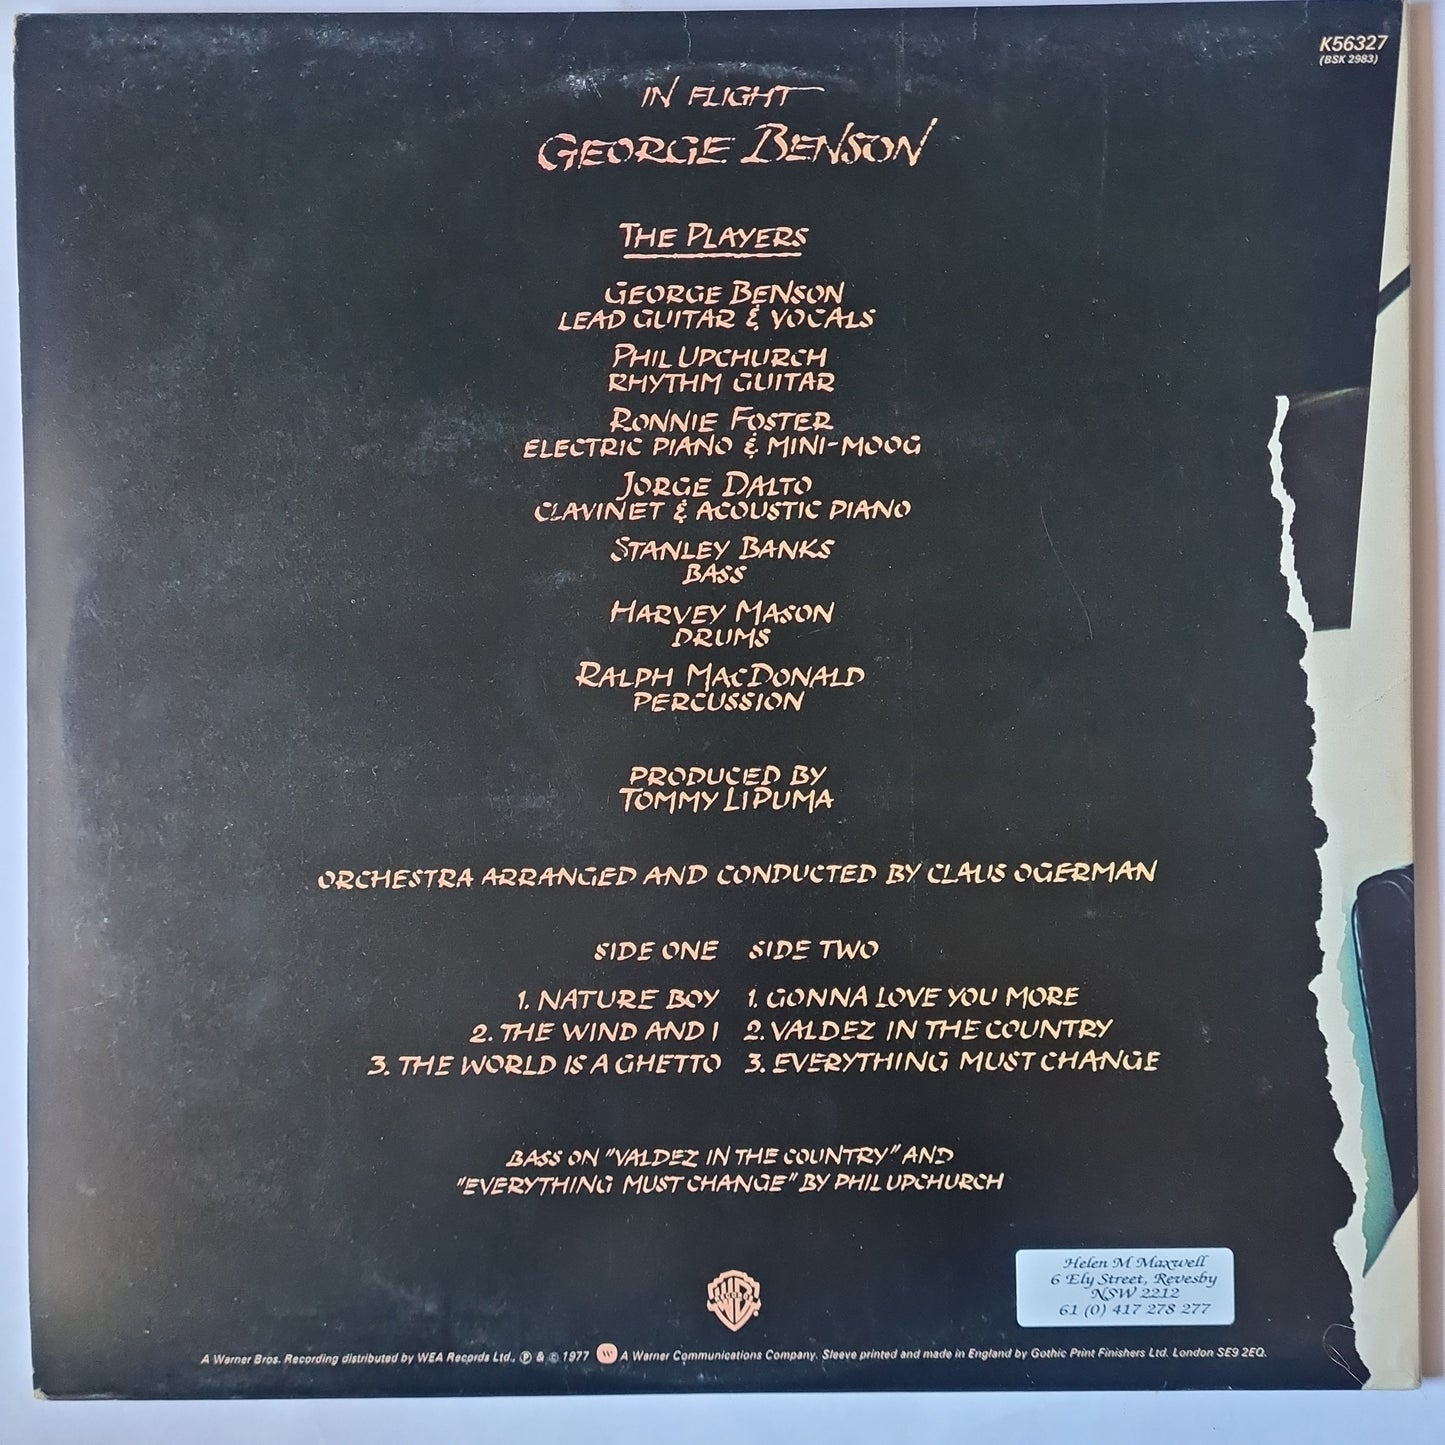 K56327
(BSK 2983)
IN FLIGHT
GEORGE BENSON
THE PLAYERS
GEORGE BENSON
LEAD GUITAR & VOCALS
PHIL UPCHURCH
RHYTHM GUITAR
RONNIE FOSTER
ELECTRIC PIANO & MINI-MOOG
JORGE DALTO
CLAVINET & ACOUSTIC PIANO
STANLEY BANKS
BASS
HARVEY MASON
DRUMS
RALPH MACDONALD
PERCUSSION
PRODUCED BY
TOMMY LIPUMA
ORCHESTRA ARRANGED AND CONDUCTED BY CLAUS OGERMAN
SIDE ONE SIDE TWO
1. NATURE BOY 1. GONNA LOVE YOU MORE
2. THE WIND AND I 2. VALDEZ IN THE COUNTRY
3. THE WORLD IS A GHETTO 3. EVERYTHING MUST CHANGE
BASS ON "VALDEZ IN THE COUNTRY" AND
"EVERYTHING MUST CHANGE" BY PHIL UPCHURCH
Helen M Maxwell
6 Ely Street, Revesby
NSW 2212
61 (0) 417 278 277
A Warner Bros. Recording distributed by WEA Records Ltd., ℗ & © 1977 W A Warner Communications Company. Sleeve printed and made in England by Gothic Print Finishers Ltd. London SE9 2EQ.